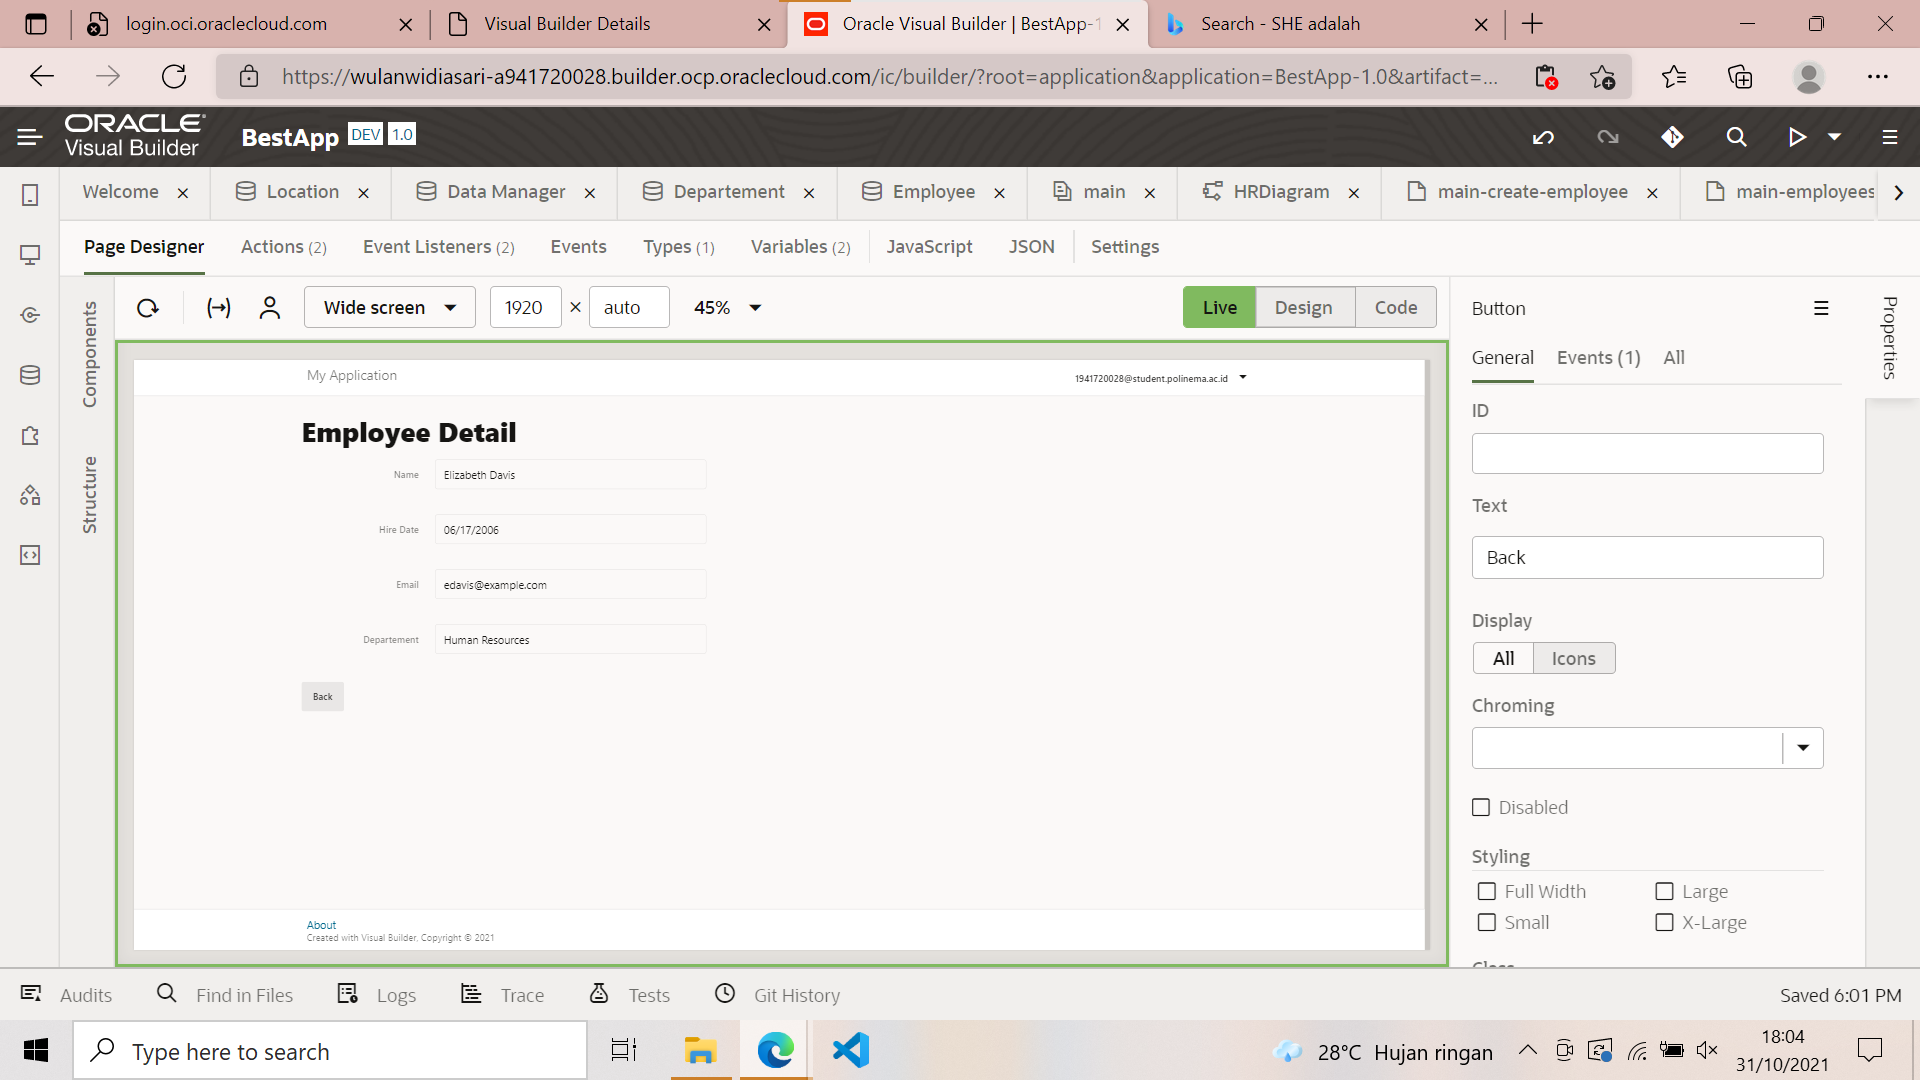 login.oci.oraclecloud.com
Visual Builder Details
Oracle Visual Builder | BestApp-1
Search - SHE adalah
https://wulanwidiasari-a941720028.builder.ocp.oraclecloud.com/ic/builder/?root=application&application=BestApp-1.0&artifact=...
ORACLE
Visual Builder
BestApp DEV 1.0
Welcome
Location
Data Manager
Departement
Employee
main
HRDiagram
main-create-employee
main-employees
Page Designer
Actions (2)
Event Listeners (2)
Events
Types (1)
Variables (2)
JavaScript
JSON
Settings
Components
Structure
Wide screen
1920 × auto
45%
Live
Design
Code
My Application
1941720028@student.polinema.ac.id
Employee Detail
Name Elizabeth Davis
Hire Date 06/17/2006
Email edavis@example.com
Departement Human Resources
Back
About
Created with Visual Builder. Copyright © 2021
Button
Properties
General
Events (1)
All
ID
Text
Back
Display
All
Icons
Chroming
Disabled
Styling
Full Width
Large
Small
X-Large
Class
Audits
Find in Files
Logs
Trace
Tests
Git History
Saved 6:01 PM
Type here to search
28°C Hujan ringan
18:04
31/10/2021